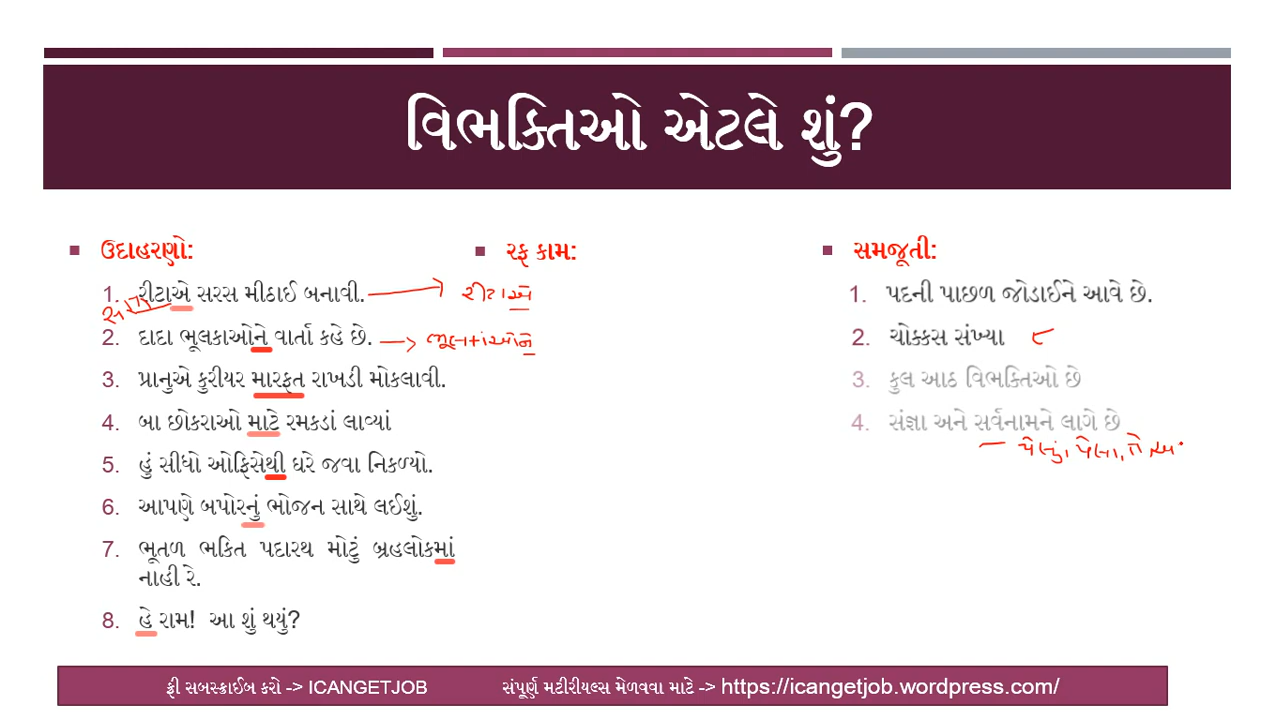 વિભક્તિઓ એટલે શું?
ઉદાહરણો:
1. રીટાએ સરસ મીઠાઈ બનાવી.
2. દાદા ભૂલકાઓને વાર્તા કહે છે.
3. પ્રાનુએ કુરીયર મારફત રાખડી મોકલાવી.
4. બા છોકરાઓ માટે રમકડાં લાવ્યાં
5. હું સીધો ઓફિસેથી ઘરે જવા નિકળ્યો.
6. આપણે બપોરનું ભોજન સાથે લઈશું.
7. ભૂતળ ભકિત પદારથ મોટું બ્રહલોકમાં
નાહી રે.
8. હે રામ! આ શું થયું?
રફ કામ:
રીટાએ
સમજૂતી:
1. પદની પાછળ જોડાઈને આવે છે.
2. ચોક્કસ સંખ્યા ૮
3. કુલ આઠ વિભક્તિઓ છે
4. સંજ્ઞા અને સર્વનામને લાગે છે
પેલું, પેલા, તે
ફ્રી સબસ્ક્રાઈબ કરો -> ICANGETJOB
સંપૂર્ણ મટીરીયલ્સ મેળવવા માટે -> https://icangetjob.wordpress.com/